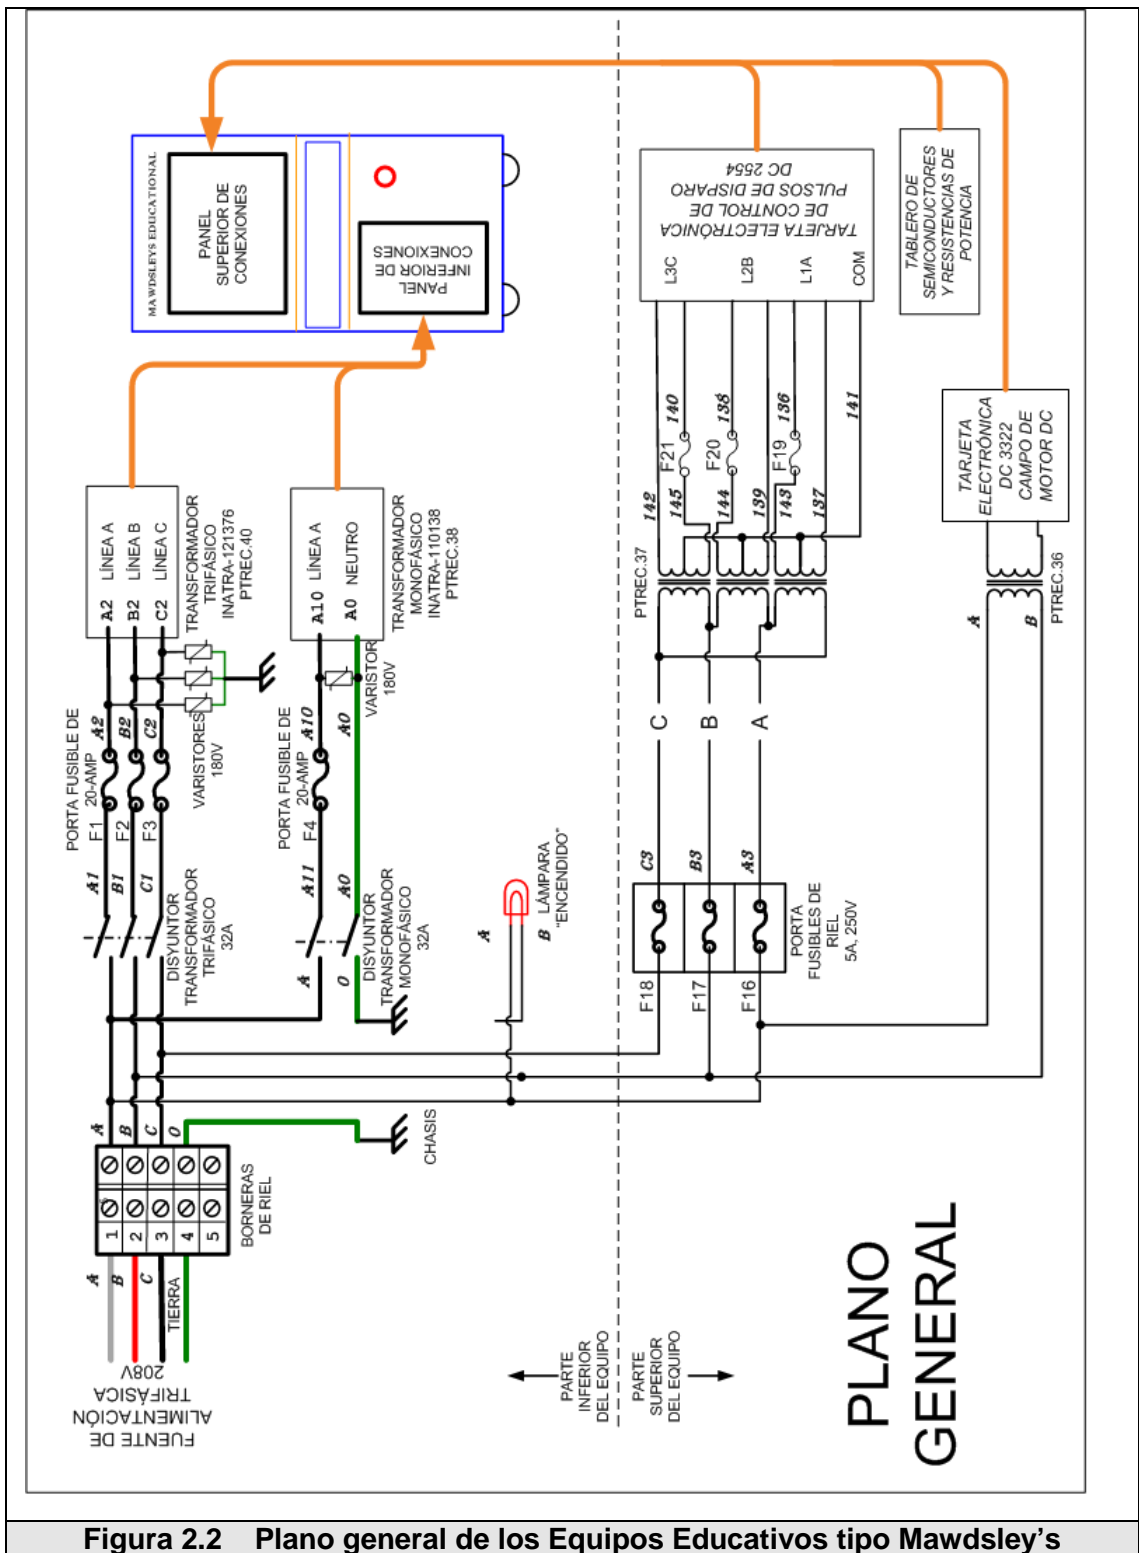 FUENTE DE
ALIMENTACIÓN
TRIFÁSICA
208V
A
B
C
TIERRA
1
2
3
4
5
BORNERAS
DE RIEL
A
B
C
O
CHASIS
DISYUNTOR
TRANSFORMADOR
TRIFÁSICO
32A
A1
B1
C1
F1
F2
F3
PORTA FUSIBLE DE
20-AMP
A2
B2
C2
VARISTORES
180V
A2 LÍNEA A
B2 LÍNEA B
C2 LÍNEA C
TRANSFORMADOR
TRIFÁSICO
INATRA-121376
PTREC.40
A
O
DISYUNTOR
TRANSFORMADOR
MONOFÁSICO
32A
A11
A0
F4
PORTA FUSIBLE DE
20-AMP
A10
A0
VARISTOR
180V
A10 LÍNEA A
A0 NEUTRO
TRANSFORMADOR
MONOFÁSICO
INATRA-110138
PTREC.38
MAWDSLEYS EDUCATIONAL
PANEL
SUPERIOR DE
CONEXIONES
PANEL
INFERIOR DE
CONEXIONES
A
B
LÁMPARA
"ENCENDIDO"
PARTE
INFERIOR
DEL EQUIPO
PARTE
SUPERIOR
DEL EQUIPO
F18
F17
F16
PORTA
FUSIBLES DE
RIEL
5A, 250V
C3
B3
A3
C
B
A
PTREC.37
142
145
144
139
143
137
F21
F20
F19
140
138
136
141
L3C
L2B
L1A
COM
TARJETA ELECTRÓNICA
DE CONTROL DE
PULSOS DE DISPARO
DC 2554
TABLERO DE
SEMICONDUCTORES
Y RESISTENCIAS DE
POTENCIA
A
B
PTREC.36
TARJETA
ELECTRÓNICA
DC 3322
CAMPO DE
MOTOR DC
PLANO
GENERAL
Figura 2.2 Plano general de los Equipos Educativos tipo Mawdsley's